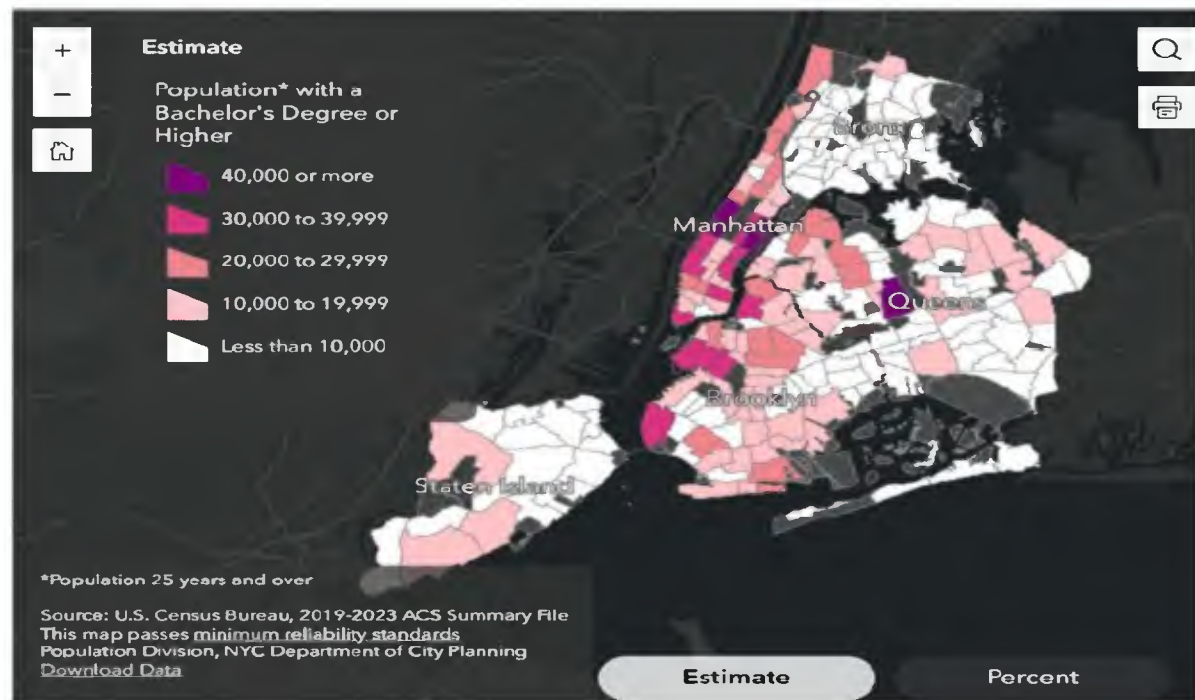 +
−
Estimate
Population* with a
Bachelor's Degree or
Higher
40,000 or more
30,000 to 39,999
20,000 to 29,999
10,000 to 19,999
Less than 10,000
Bronx
Manhattan
Queens
Brooklyn
Staten Island
*Population 25 years and over
Source: U.S. Census Bureau, 2019-2023 ACS Summary File
This map passes minimum reliability standards
Population Division, NYC Department of City Planning
Download Data
Estimate
Percent